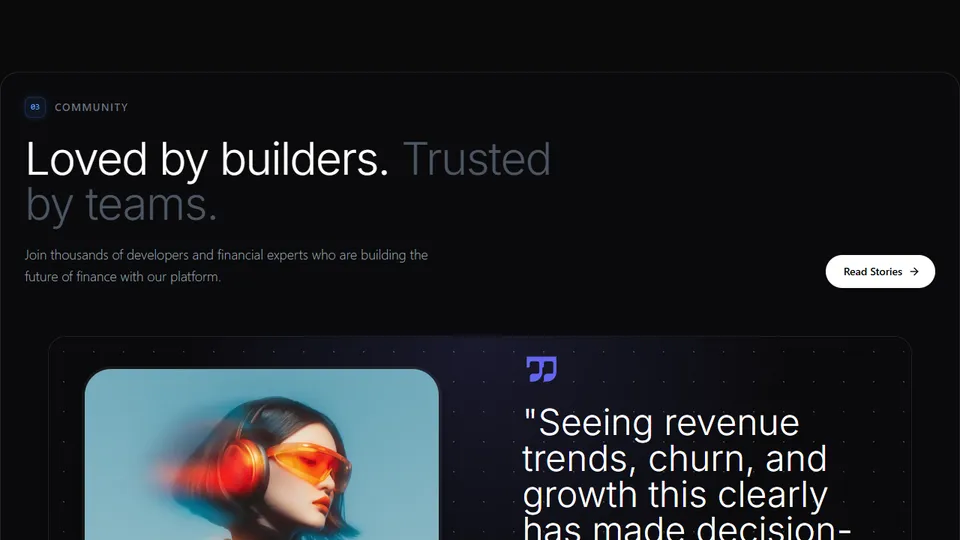 03 COMMUNITY
Loved by builders. Trusted
by teams.
Join thousands of developers and financial experts who are building the
future of finance with our platform.
Read Stories →
"Seeing revenue
trends, churn, and
growth this clearly
has made decision-